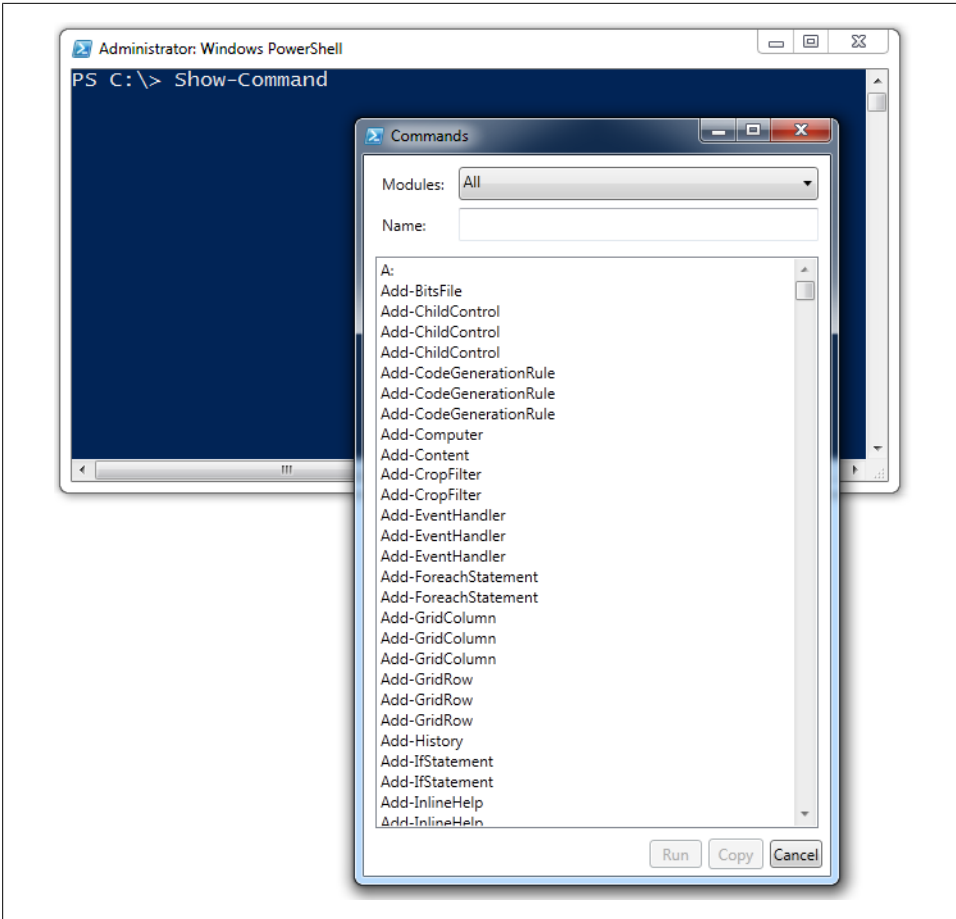 Administrator: Windows PowerShell
PS C:\> Show-Command
Commands
Modules: All
Name:
A:
Add-BitsFile
Add-ChildControl
Add-ChildControl
Add-ChildControl
Add-CodeGenerationRule
Add-CodeGenerationRule
Add-CodeGenerationRule
Add-Computer
Add-Content
Add-CropFilter
Add-CropFilter
Add-EventHandler
Add-EventHandler
Add-EventHandler
Add-ForeachStatement
Add-ForeachStatement
Add-GridColumn
Add-GridColumn
Add-GridColumn
Add-GridRow
Add-GridRow
Add-GridRow
Add-History
Add-IfStatement
Add-IfStatement
Add-InlineHelp
Add-InlineHelp
Run Copy Cancel